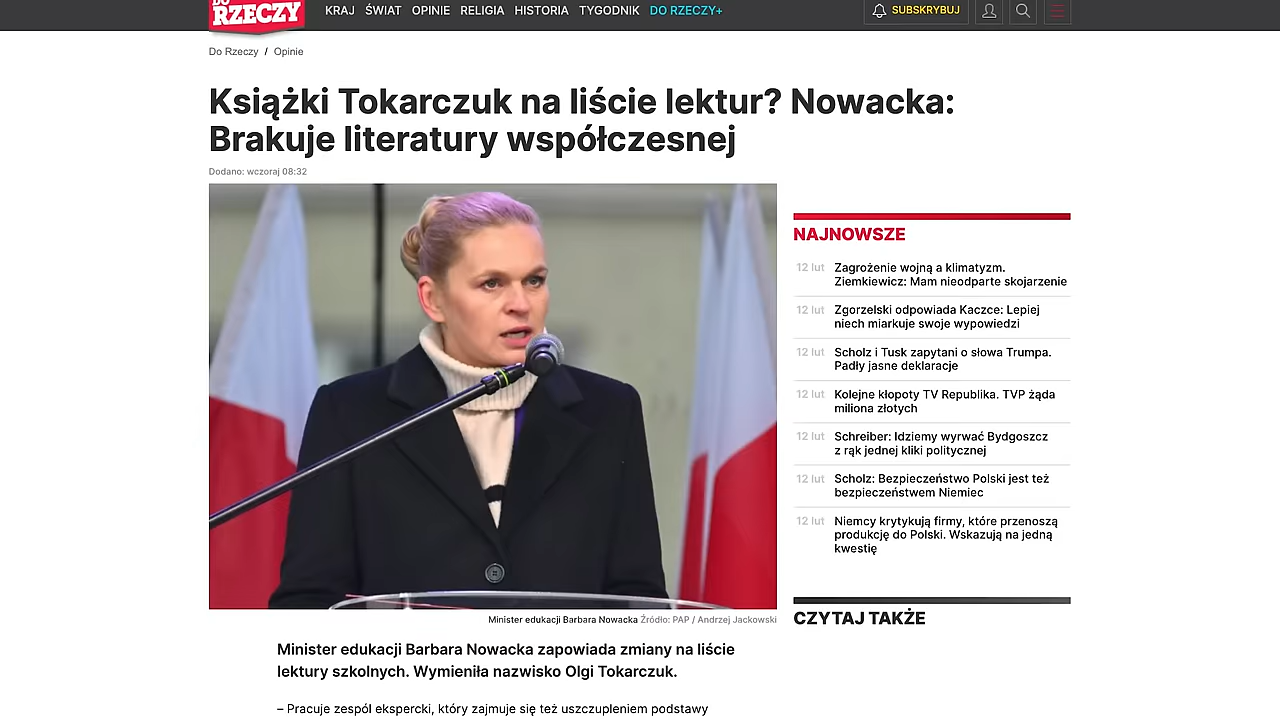 DO
RZECZY
KRAJ ŚWIAT OPINIE RELIGIA HISTORIA TYGODNIK DO RZECZY+
SUBSKRYBUJ
Do Rzeczy / Opinie
Książki Tokarczuk na liście lektur? Nowacka:
Brakuje literatury współczesnej
Dodano: wczoraj 08:32
NAJNOWSZE
12 lut Zagrożenie wojną a klimatyzm.
Ziemkiewicz: Mam nieodparte skojarzenie
12 lut Zgorzelski odpowiada Kaczce: Lepiej
niech miarkuje swoje wypowiedzi
12 lut Scholz i Tusk zapytani o słowa Trumpa.
Padły jasne deklaracje
12 lut Kolejne kłopoty TV Republika. TVP żąda
miliona złotych
12 lut Schreiber: Idziemy wyrwać Bydgoszcz
z rąk jednej kliki politycznej
12 lut Scholz: Bezpieczeństwo Polski jest też
bezpieczeństwem Niemiec
12 lut Niemcy krytykują firmy, które przenoszą
produkcję do Polski. Wskazują na jedną
kwestię
CZYTAJ TAKŻE
Minister edukacji Barbara Nowacka Źródło: PAP / Andrzej Jackowski
Minister edukacji Barbara Nowacka zapowiada zmiany na liście
lektury szkolnych. Wymieniła nazwisko Olgi Tokarczuk.
– Pracuje zespół ekspercki, który zajmuje się też uszczupleniem podstawy